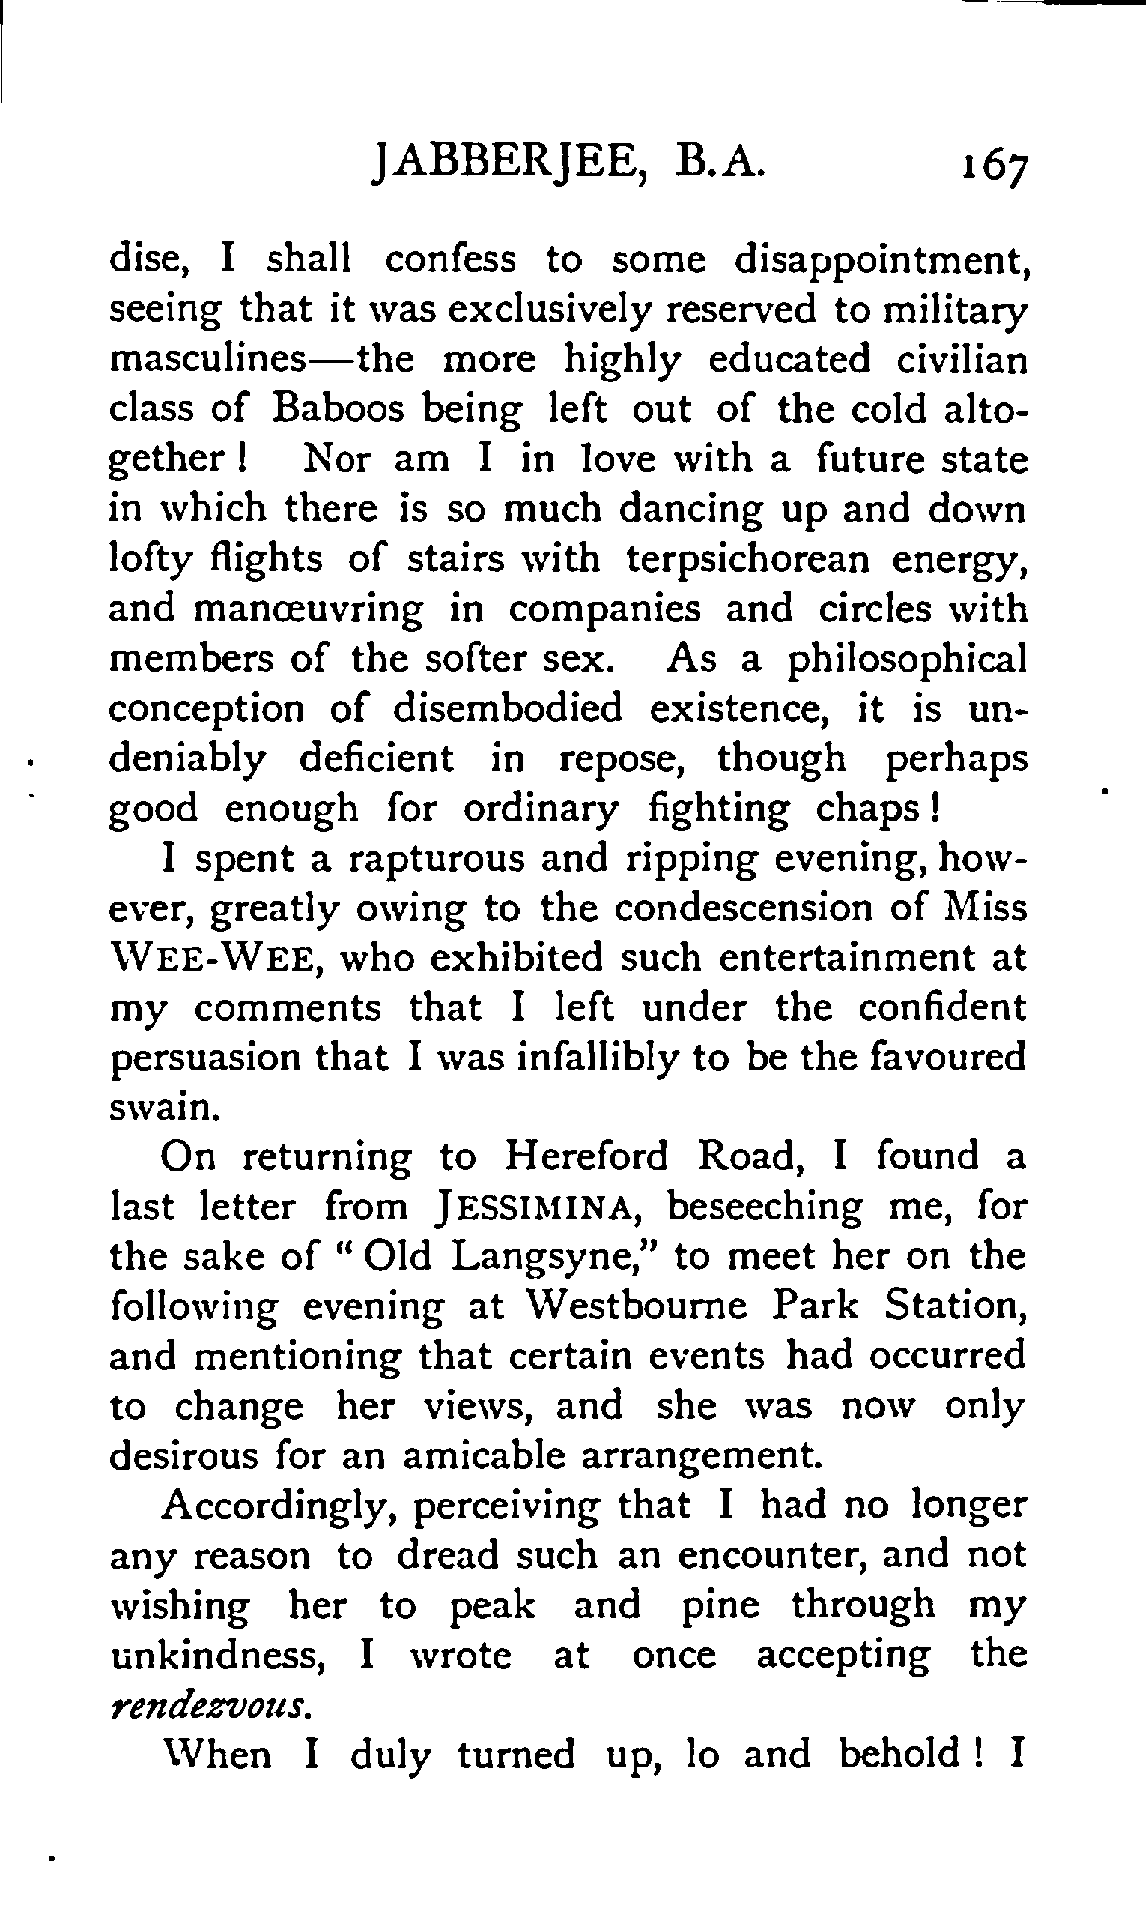 JABBERJEE, B.A. 167
dise, I shall confess to some disappointment,
seeing that it was exclusively reserved to military
masculines—the more highly educated civilian
class of Baboos being left out of the cold alto-
gether! Nor am I in love with a future state
in which there is so much dancing up and down
lofty flights of stairs with terpsichorean energy,
and manœuvring in companies and circles with
members of the softer sex. As a philosophical
conception of disembodied existence, it is un-
deniably deficient in repose, though perhaps
good enough for ordinary fighting chaps!
I spent a rapturous and ripping evening, how-
ever, greatly owing to the condescension of Miss
WEE-WEE, who exhibited such entertainment at
my comments that I left under the confident
persuasion that I was infallibly to be the favoured
swain.
On returning to Hereford Road, I found a
last letter from JESSIMINA, beseeching me, for
the sake of "Old Langsyne," to meet her on the
following evening at Westbourne Park Station,
and mentioning that certain events had occurred
to change her views, and she was now only
desirous for an amicable arrangement.
Accordingly, perceiving that I had no longer
any reason to dread such an encounter, and not
wishing her to peak and pine through my
unkindness, I wrote at once accepting the
rendezvous.
When I duly turned up, lo and behold! I